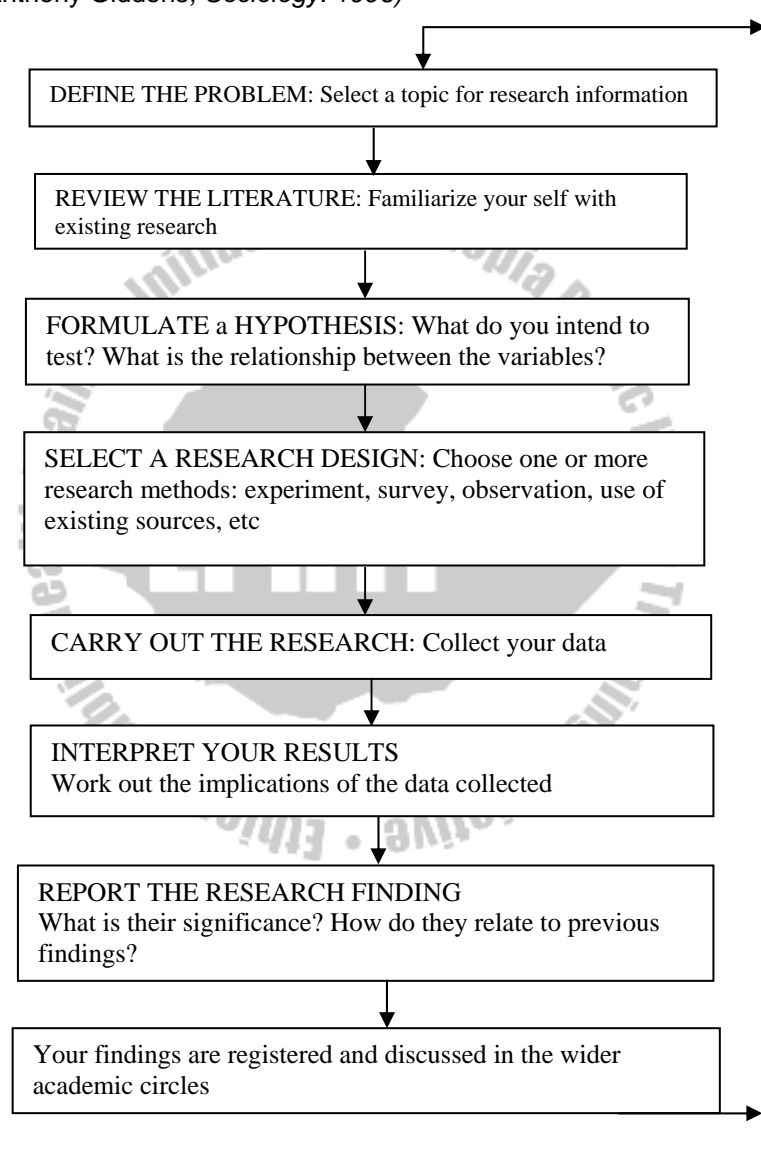 nthony Giddens, Sociology. 1996)
DEFINE THE PROBLEM: Select a topic for research information
REVIEW THE LITERATURE: Familiarize your self with
existing research
FORMULATE a HYPOTHESIS: What do you intend to
test? What is the relationship between the variables?
SELECT A RESEARCH DESIGN: Choose one or more
research methods: experiment, survey, observation, use of
existing sources, etc
CARRY OUT THE RESEARCH: Collect your data
INTERPRET YOUR RESULTS
Work out the implications of the data collected
REPORT THE RESEARCH FINDING
What is their significance? How do they relate to previous
findings?
Your findings are registered and discussed in the wider
academic circles